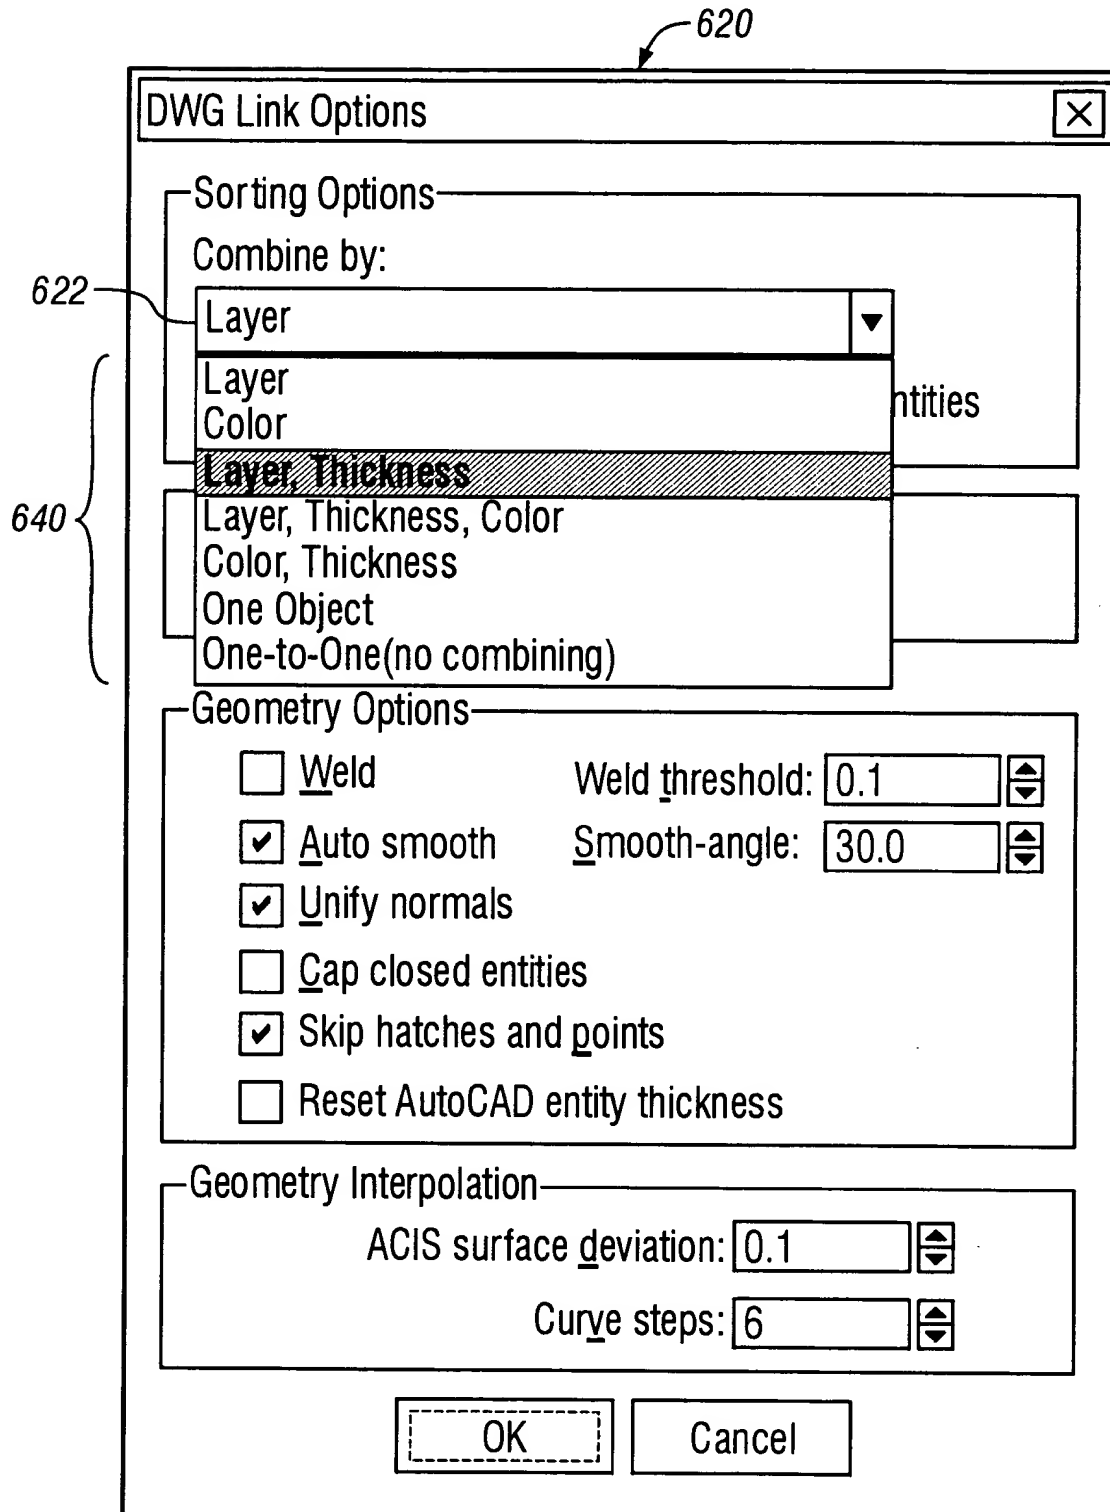 620
DWG Link Options
Sorting Options
Combine by:
622
Layer
Layer
ntities
Color
Layer, Thickness
640
Layer, Thickness, Color
Color, Thickness
One Object
One-to-One(no combining)
Geometry Options
Weld Weld threshold: 0.1
Auto smooth Smooth-angle: 30.0
Unify normals
Cap closed entities
Skip hatches and points
Reset AutoCAD entity thickness
Geometry Interpolation
ACIS surface deviation: 0.1
Curve steps: 6
OK Cancel